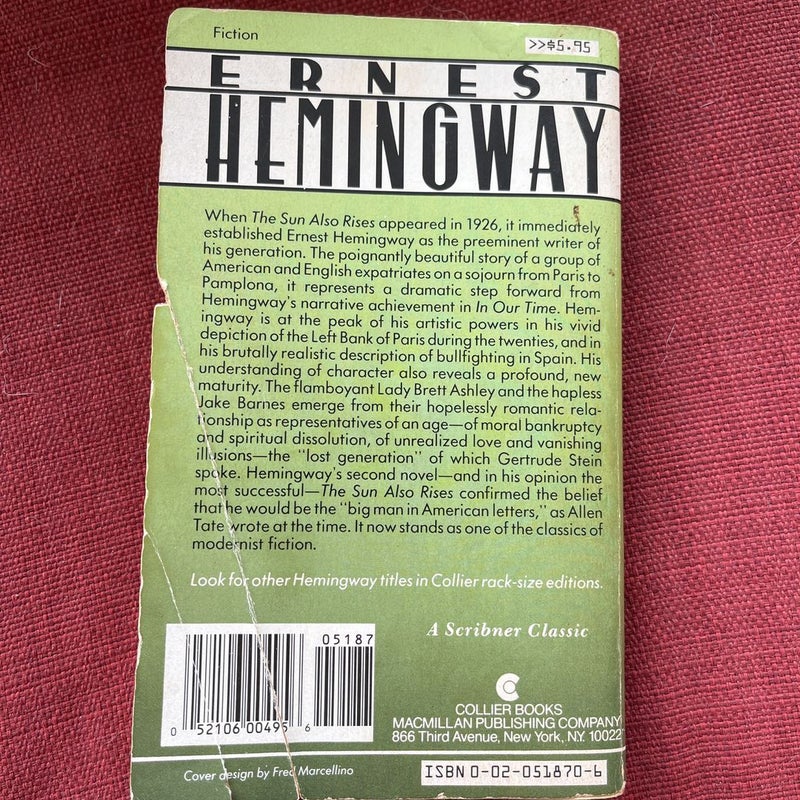 Fiction
>>$5.95
ERNEST
HEMINGWAY
When The Sun Also Rises appeared in 1926, it immediately
established Ernest Hemingway as the preeminent writer of
his generation. The poignantly beautiful story of a group of
American and English expatriates on a sojourn from Paris to
Pamplona, it represents a dramatic step forward from
Hemingway's narrative achievement in In Our Time. Hem-
ingway is at the peak of his artistic powers in his vivid
depiction of the Left Bank of Paris during the twenties, and in
his brutally realistic description of bullfighting in Spain. His
understanding of character also reveals a profound, new
maturity. The flamboyant Lady Brett Ashley and the hapless
Jake Barnes emerge from their hopelessly romantic rela-
tionship as representatives of an age—of moral bankruptcy
and spiritual dissolution, of unrealized love and vanishing
illusions—the "lost generation" of which Gertrude Stein
spoke. Hemingway's second novel—and in his opinion the
most successful—The Sun Also Rises confirmed the belief
that he would be the "big man in American letters," as Allen
Tate wrote at the time. It now stands as one of the classics of
modernist fiction.
Look for other Hemingway titles in Collier rack-size editions.
A Scribner Classic
05187
0 52106 00495 6
COLLIER BOOKS
MACMILLAN PUBLISHING COMPANY
866 Third Avenue, New York, N.Y. 10022
Cover design by Fred Marcellino
ISBN 0-02-051870-6